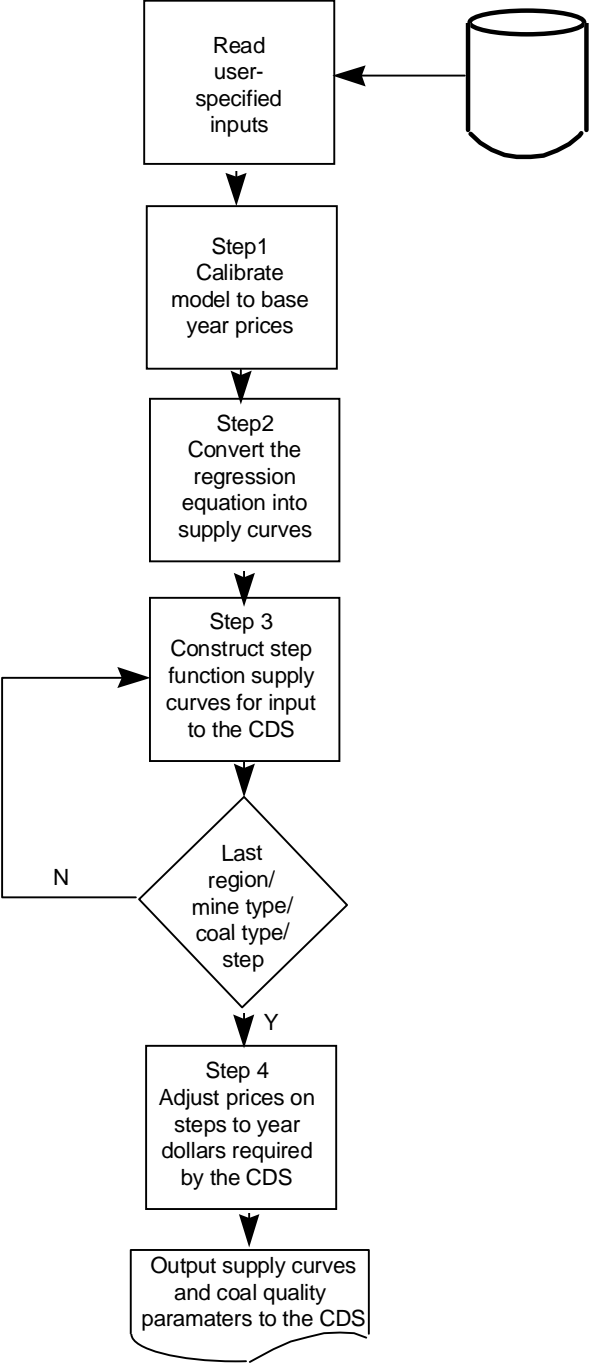 Read
user-
specified
inputs
Step1
Calibrate
model to base
year prices
Step2
Convert the
regression
equation into
supply curves
Step 3
Construct step
function supply
curves for input
to the CDS
Last
region/
mine type/
coal type/
step
N
Y
Step 4
Adjust prices on
steps to year
dollars required
by the CDS
Output supply curves
and coal quality
paramaters to the CDS